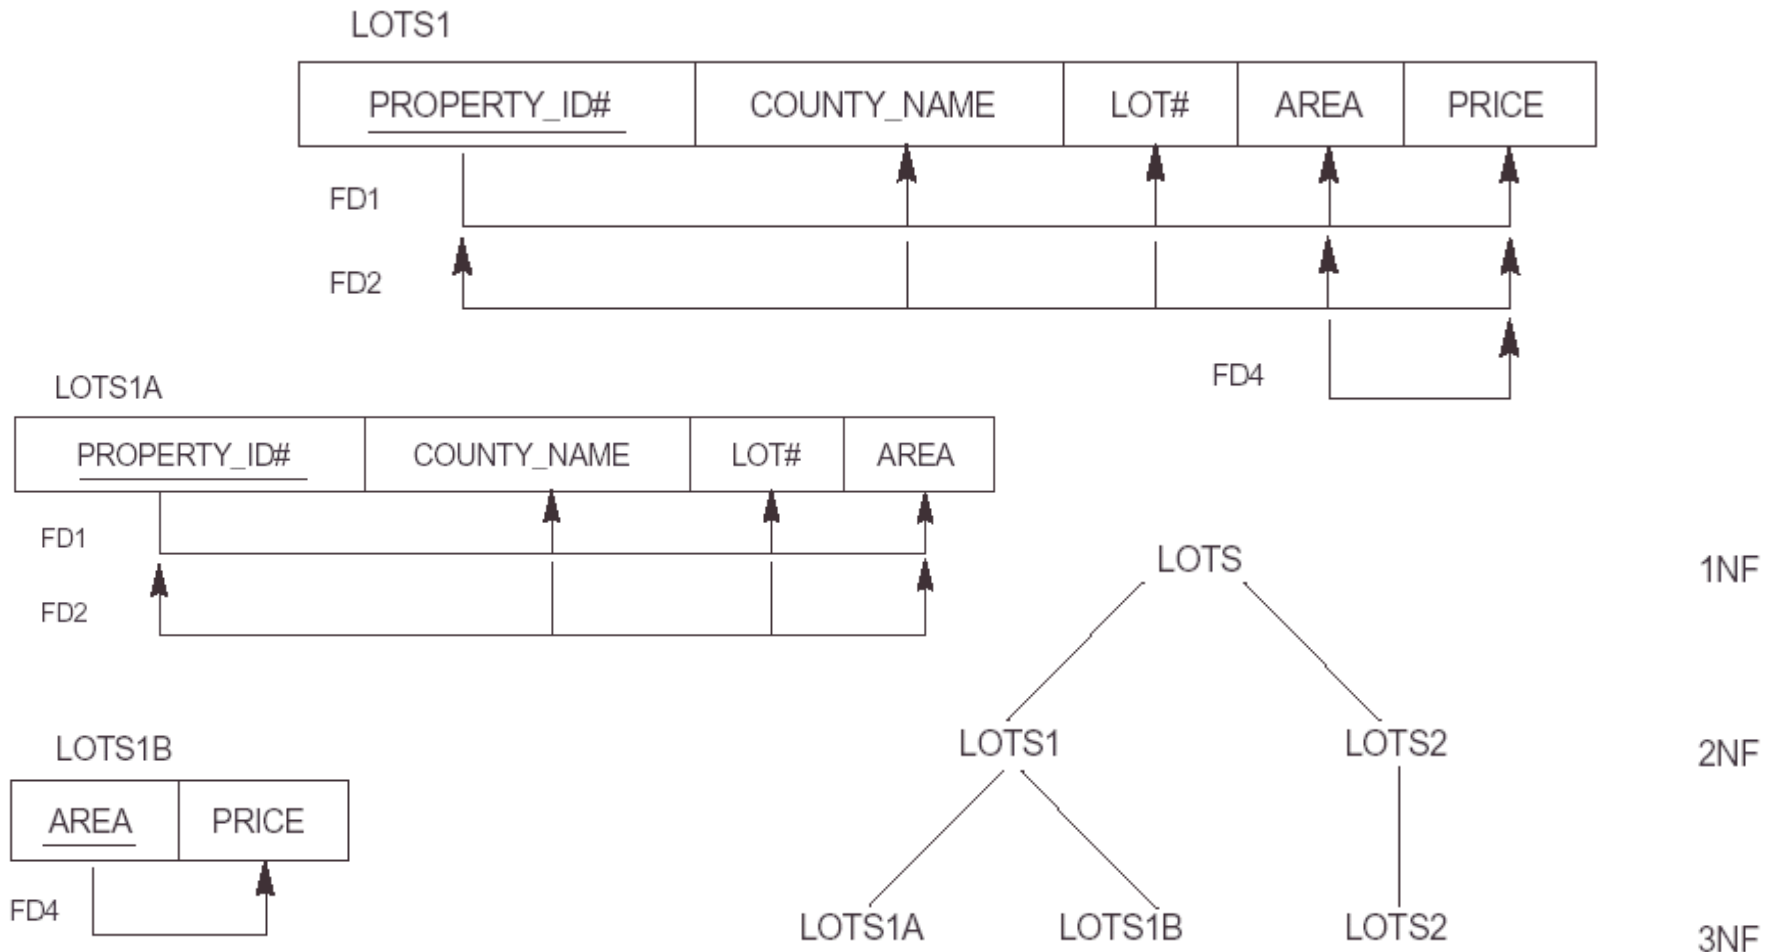 LOTS1
PROPERTY_ID# COUNTY_NAME LOT# AREA PRICE
FD1
FD2
FD4
LOTS1A
PROPERTY_ID# COUNTY_NAME LOT# AREA
FD1
FD2
LOTS 1NF
LOTS1 LOTS2 2NF
LOTS1B
AREA PRICE
FD4
LOTS1A LOTS1B LOTS2 3NF